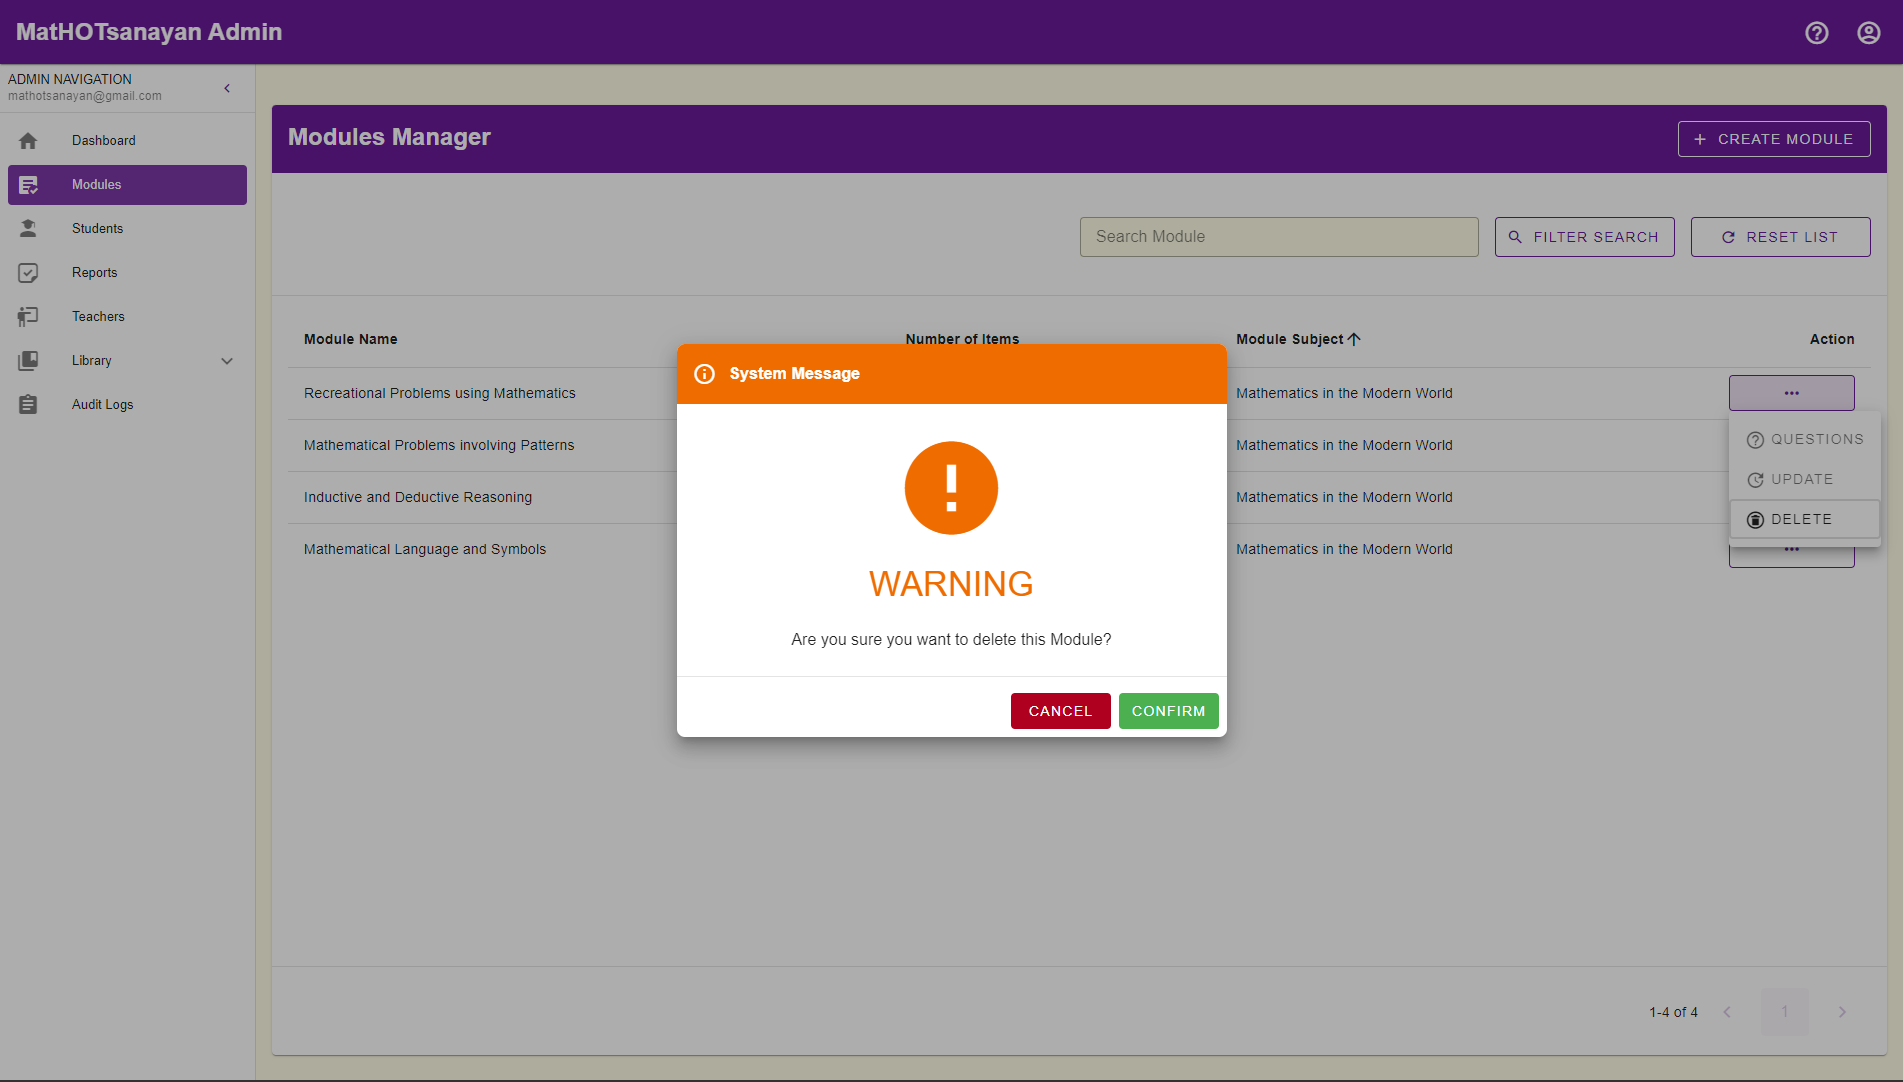 MatHOTsanayan Admin
ADMIN NAVIGATION
mathotsanayan@gmail.com
Dashboard
Modules
Students
Reports
Teachers
Library
Audit Logs
Modules Manager
CREATE MODULE
Search Module
FILTER SEARCH
RESET LIST
Module Name Number of Items Module Subject Action
Recreational Problems using Mathematics Mathematics in the Modern World
Mathematical Problems involving Patterns Mathematics in the Modern World
Inductive and Deductive Reasoning Mathematics in the Modern World
Mathematical Language and Symbols Mathematics in the Modern World
QUESTIONS
UPDATE
DELETE
System Message
WARNING
Are you sure you want to delete this Module?
CANCEL CONFIRM
1-4 of 4 1